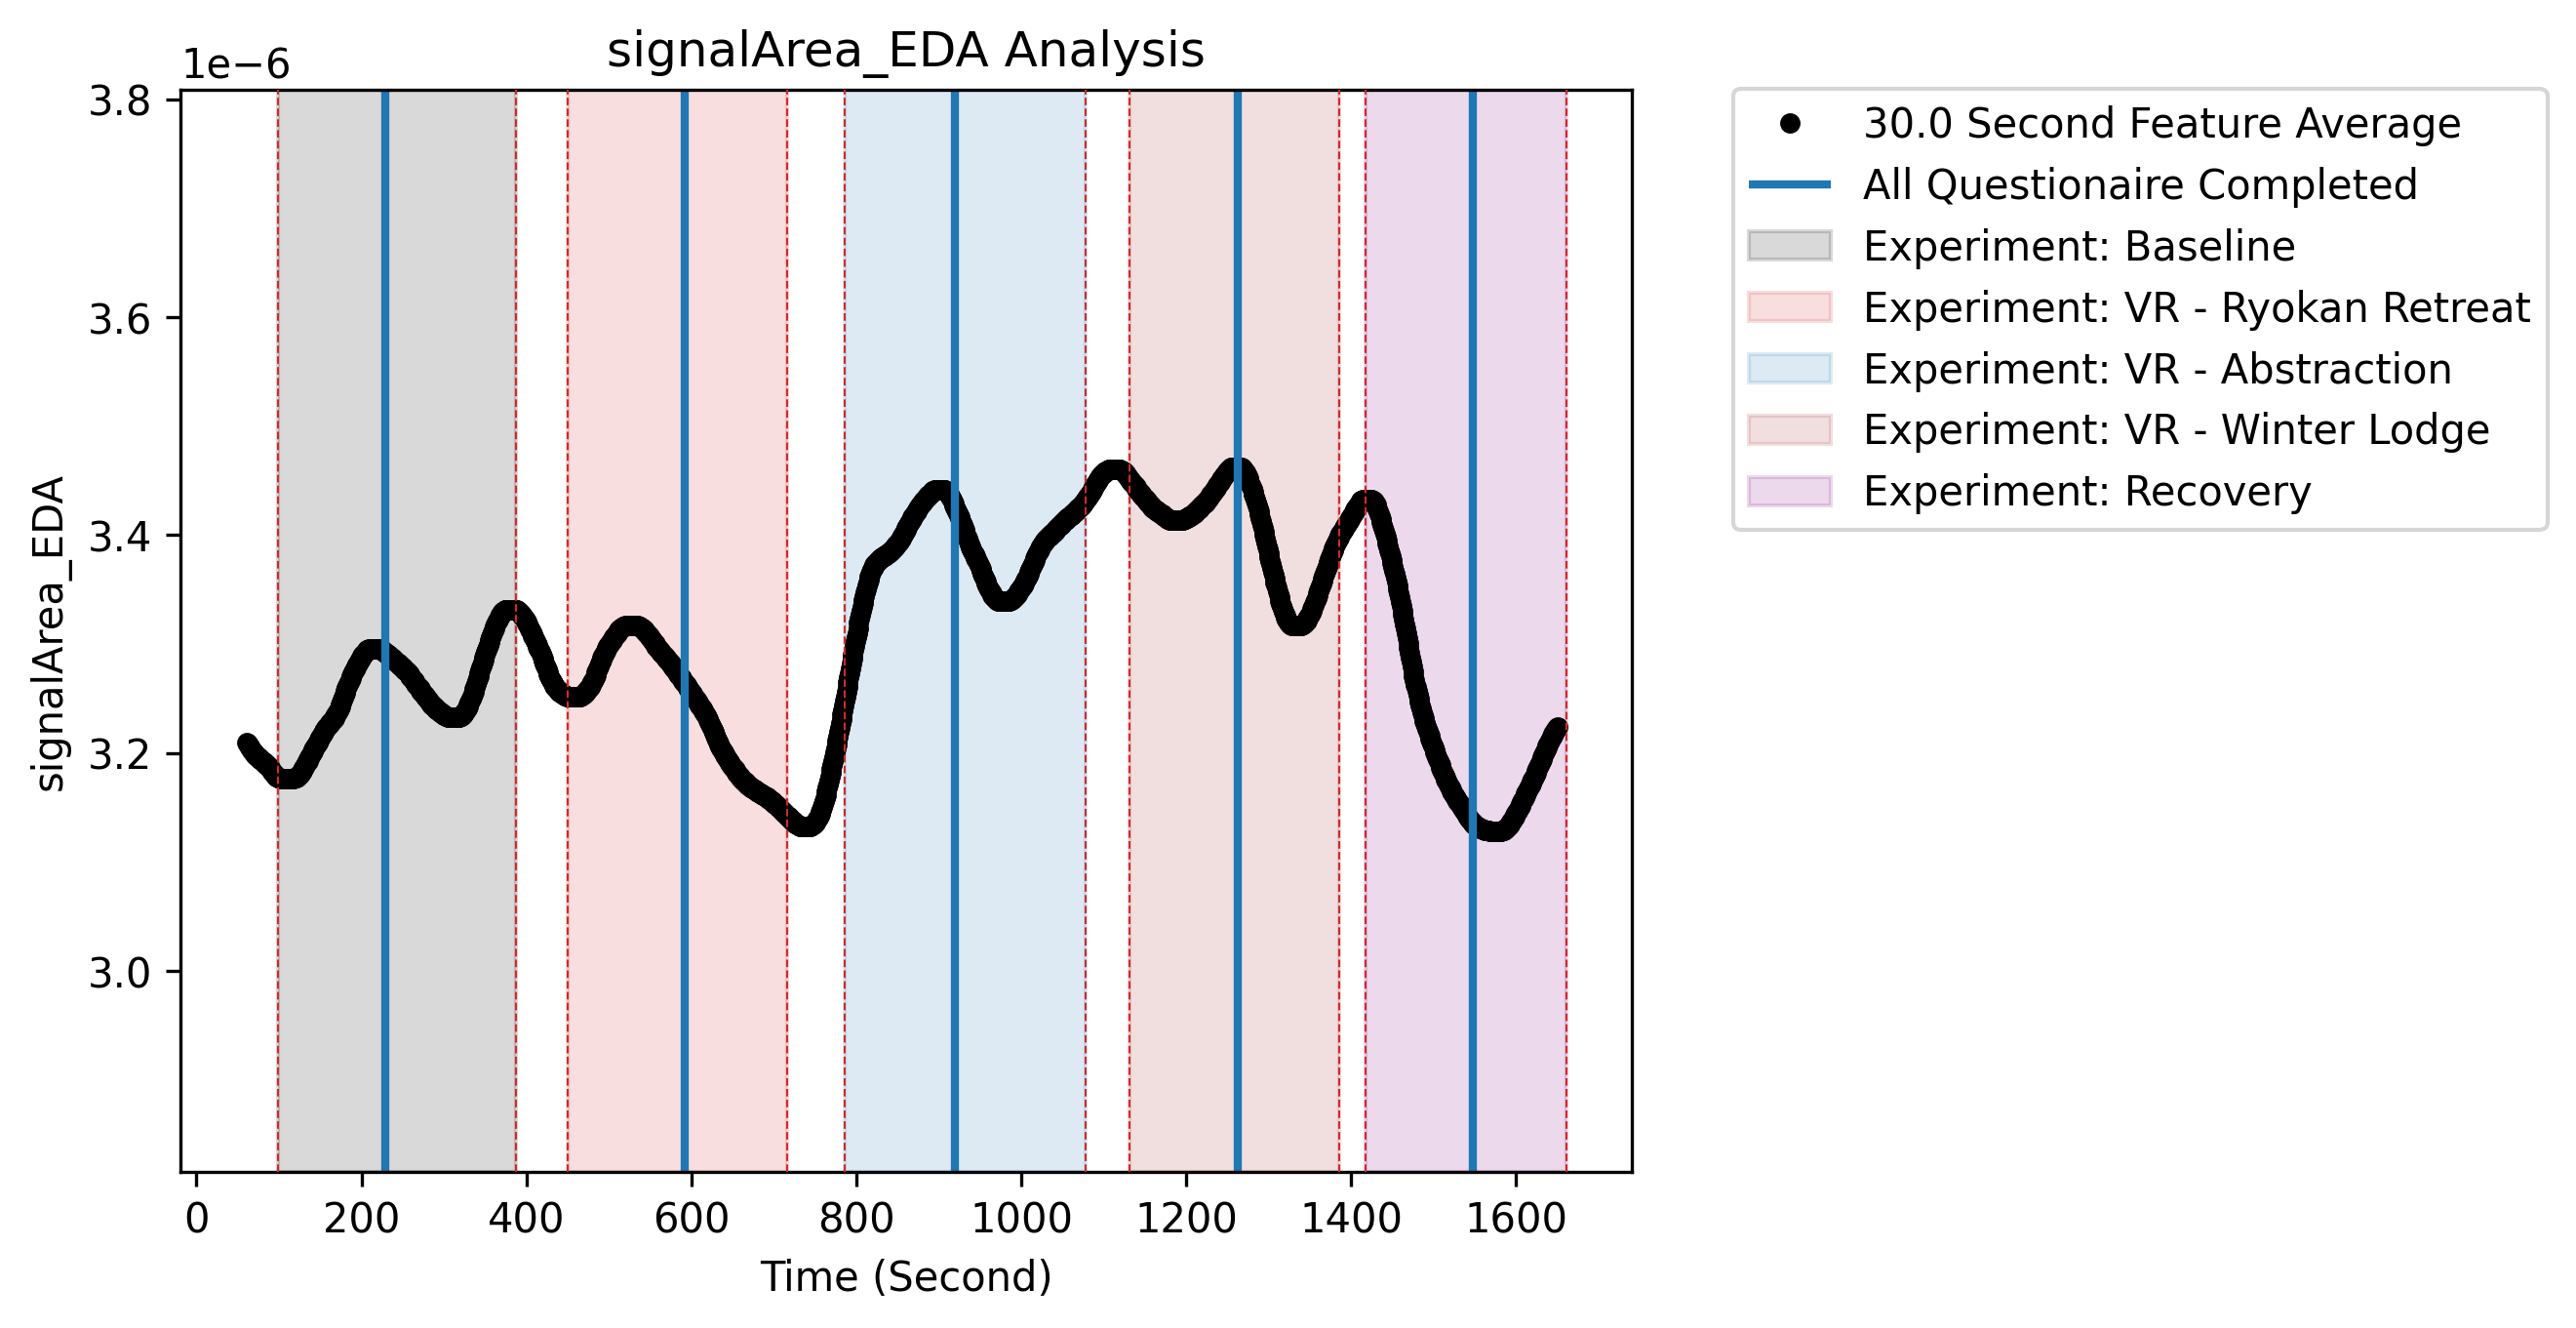 signalArea_EDA Analysis
1e−6
3.8
3.6
3.4
3.2
3.0
signalArea_EDA
0 200 400 600 800 1000 1200 1400 1600
Time (Second)
30.0 Second Feature Average
All Questionaire Completed
Experiment: Baseline
Experiment: VR - Ryokan Retreat
Experiment: VR - Abstraction
Experiment: VR - Winter Lodge
Experiment: Recovery